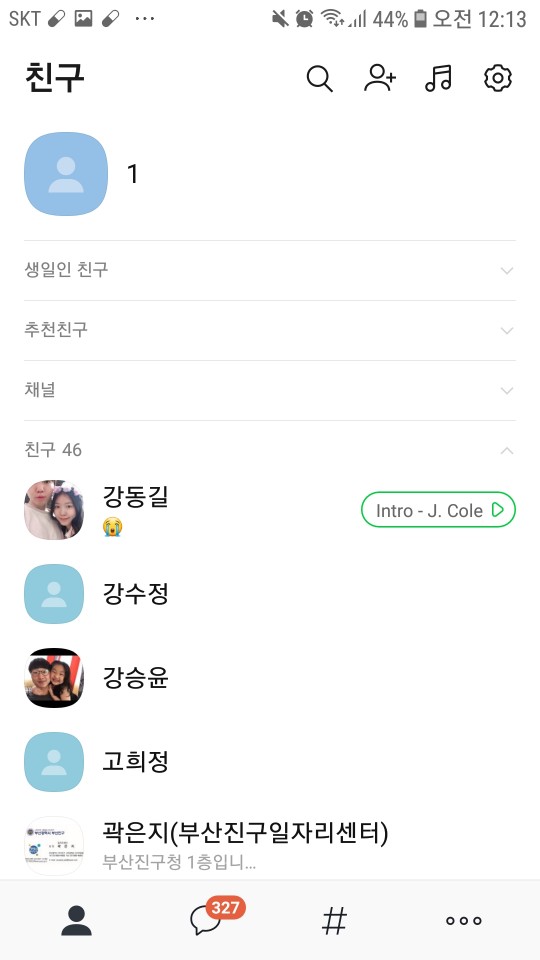 SKT 44% 오전 12:13
친구
1
생일인 친구
추천친구
채널
친구 46
강동길
Intro - J. Cole
강수정
강승윤
고희정
곽은지(부산진구일자리센터)
부산진구청 1층입니...
327